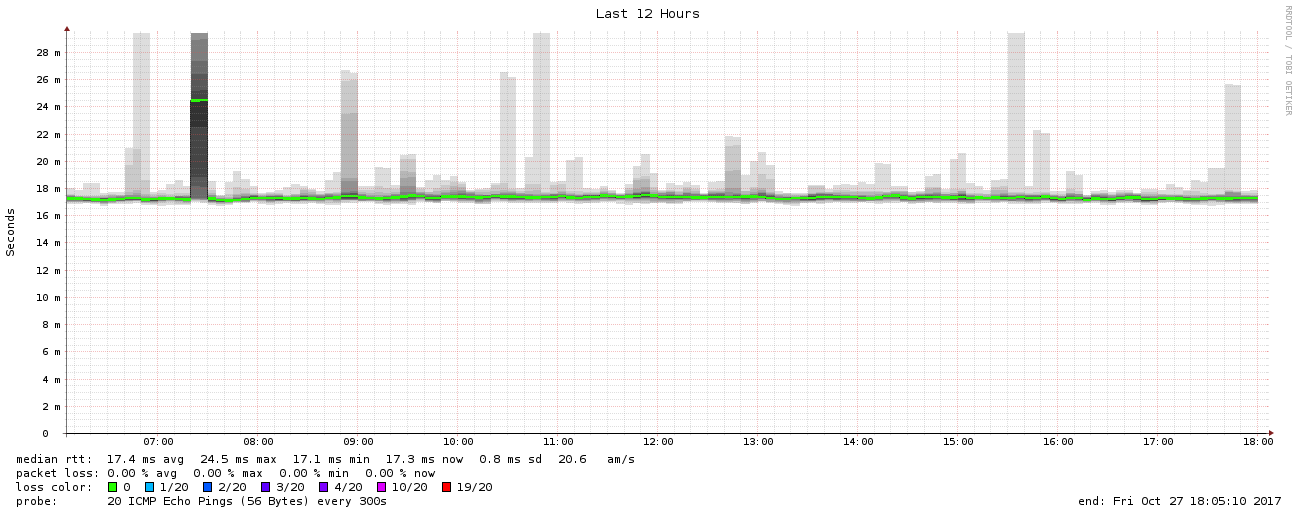 Last 12 Hours
RRDTOOL / TOBI OETIKER
Seconds
28 m
26 m
24 m
22 m
20 m
18 m
16 m
14 m
12 m
10 m
8 m
6 m
4 m
2 m
0
07:00 08:00 09:00 10:00 11:00 12:00 13:00 14:00 15:00 16:00 17:00 18:00
median rtt: 17.4 ms avg 24.5 ms max 17.1 ms min 17.3 ms now 0.8 ms sd 20.6 am/s
packet loss: 0.00 % avg 0.00 % max 0.00 % min 0.00 % now
loss color: 0 1/20 2/20 3/20 4/20 10/20 19/20
probe: 20 ICMP Echo Pings (56 Bytes) every 300s end: Fri Oct 27 18:05:10 2017